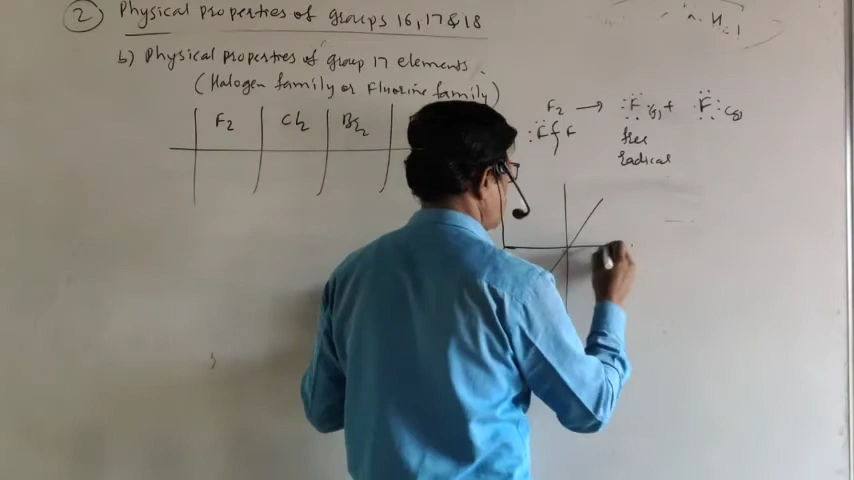 2 Physical properties of groups 16, 17 & 18
b) Physical properties of group 17 elements.
(Halogen family or Fluorine family)
F2 Cl2 Br2
F2 → :F: (g) + :F: (g)
:F F
free
radical